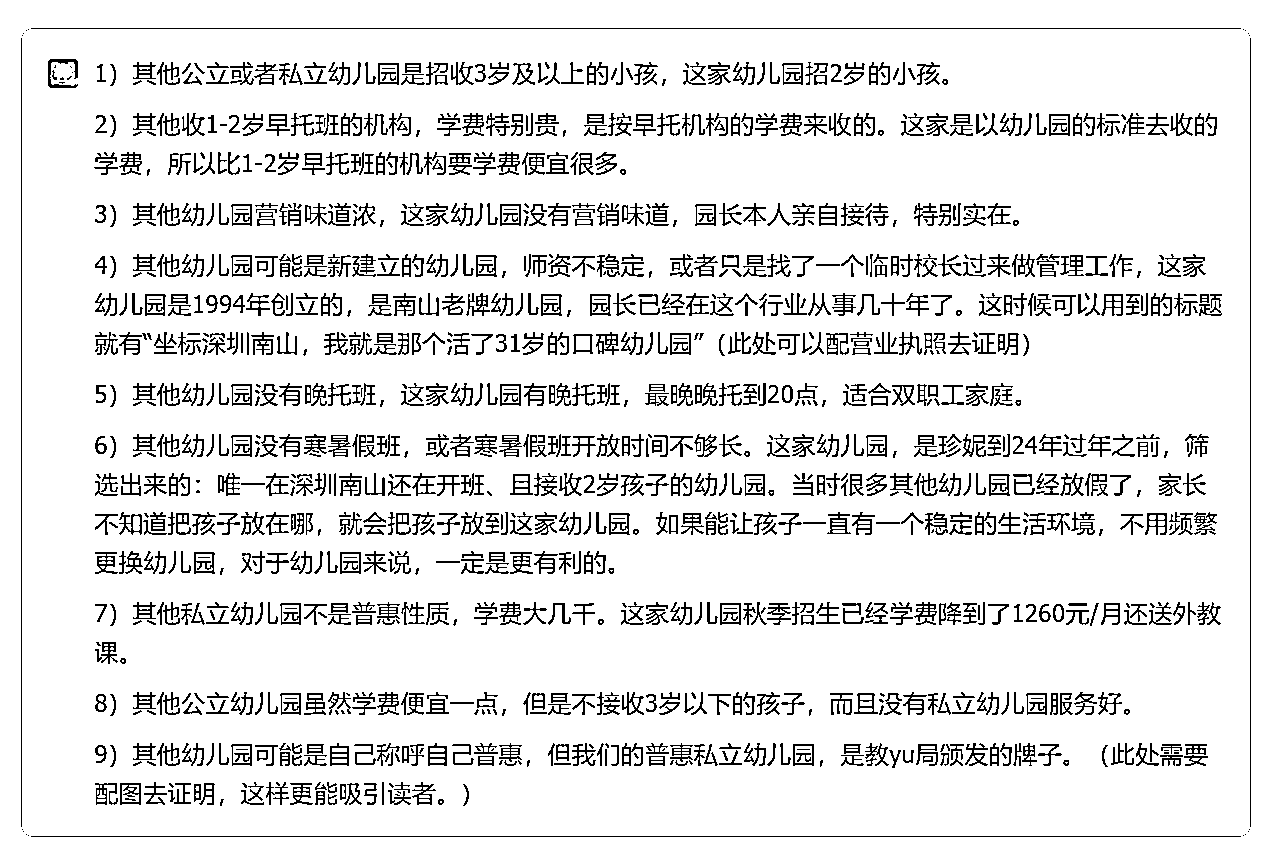 1）其他公立或者私立幼儿园是招收3岁及以上的小孩，这家幼儿园招2岁的小孩。
2）其他收1-2岁早托班的机构，学费特别贵，是按早托机构的学费来收的。这家是以幼儿园的标准去收的
学费，所以比1-2岁早托班的机构要学费便宜很多。
3）其他幼儿园营销味道浓，这家幼儿园没有营销味道，园长本人亲自接待，特别实在。
4）其他幼儿园可能是新建立的幼儿园，师资不稳定，或者只是找了一个临时校长过来做管理工作，这家
幼儿园是1994年创立的，是南山老牌幼儿园，园长已经在这个行业从事几十年了。这时候可以用到的标题
就有“坐标深圳南山，我就是那个活了31岁的口碑幼儿园”（此处可以配营业执照去证明）
5）其他幼儿园没有晚托班，这家幼儿园有晚托班，最晚晚托到20点，适合双职工家庭。
6）其他幼儿园没有寒暑假班，或者寒暑假班开放时间不够长。这家幼儿园，是珍妮到24年过年之前，筛
选出来的：唯一在深圳南山还在开班、且接收2岁孩子的幼儿园。当时很多其他幼儿园已经放假了，家长
不知道把孩子放在哪，就会把孩子放到这家幼儿园。如果能让孩子一直有一个稳定的生活环境，不用频繁
更换幼儿园，对于幼儿园来说，一定是更有利的。
7）其他私立幼儿园不是普惠性质，学费大几千。这家幼儿园秋季招生已经学费降到了1260元/月还送外教
课。
8）其他公立幼儿园虽然学费便宜一点，但是不接收3岁以下的孩子，而且没有私立幼儿园服务好。
9）其他幼儿园可能是自己称呼自己普惠，但我们的普惠私立幼儿园，是教yu局颁发的牌子。（此处需要
配图去证明，这样更能吸引读者。）